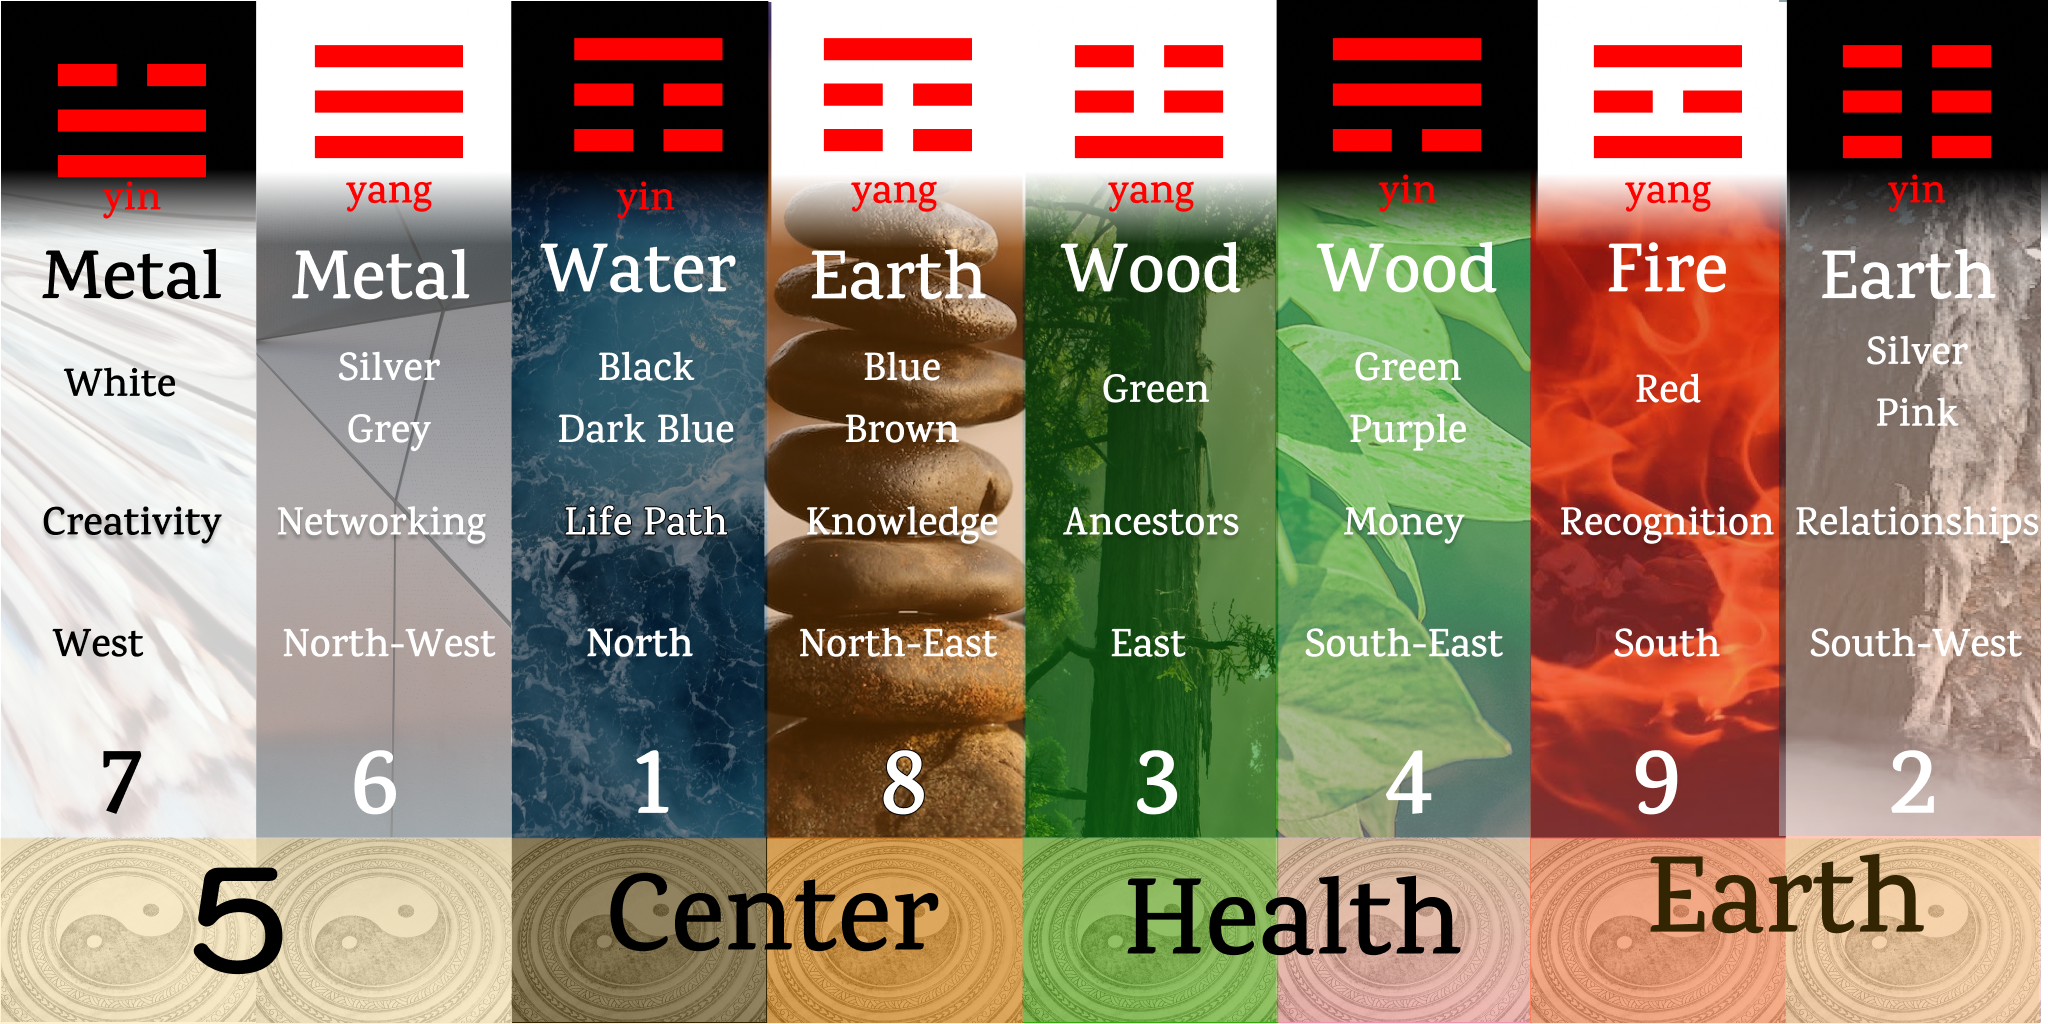 yin
Metal
White
Creativity
West
7
yang
Metal
Silver
Grey
Networking
North-West
6
yin
Water
Black
Dark Blue
Life Path
North
1
yang
Earth
Blue
Brown
Knowledge
North-East
8
yang
Wood
Green
Ancestors
East
3
yin
Wood
Green
Purple
Money
South-East
4
yang
Fire
Red
Recognition
South
9
yin
Earth
Silver
Pink
Relationships
South-West
2
5 Center Health Earth